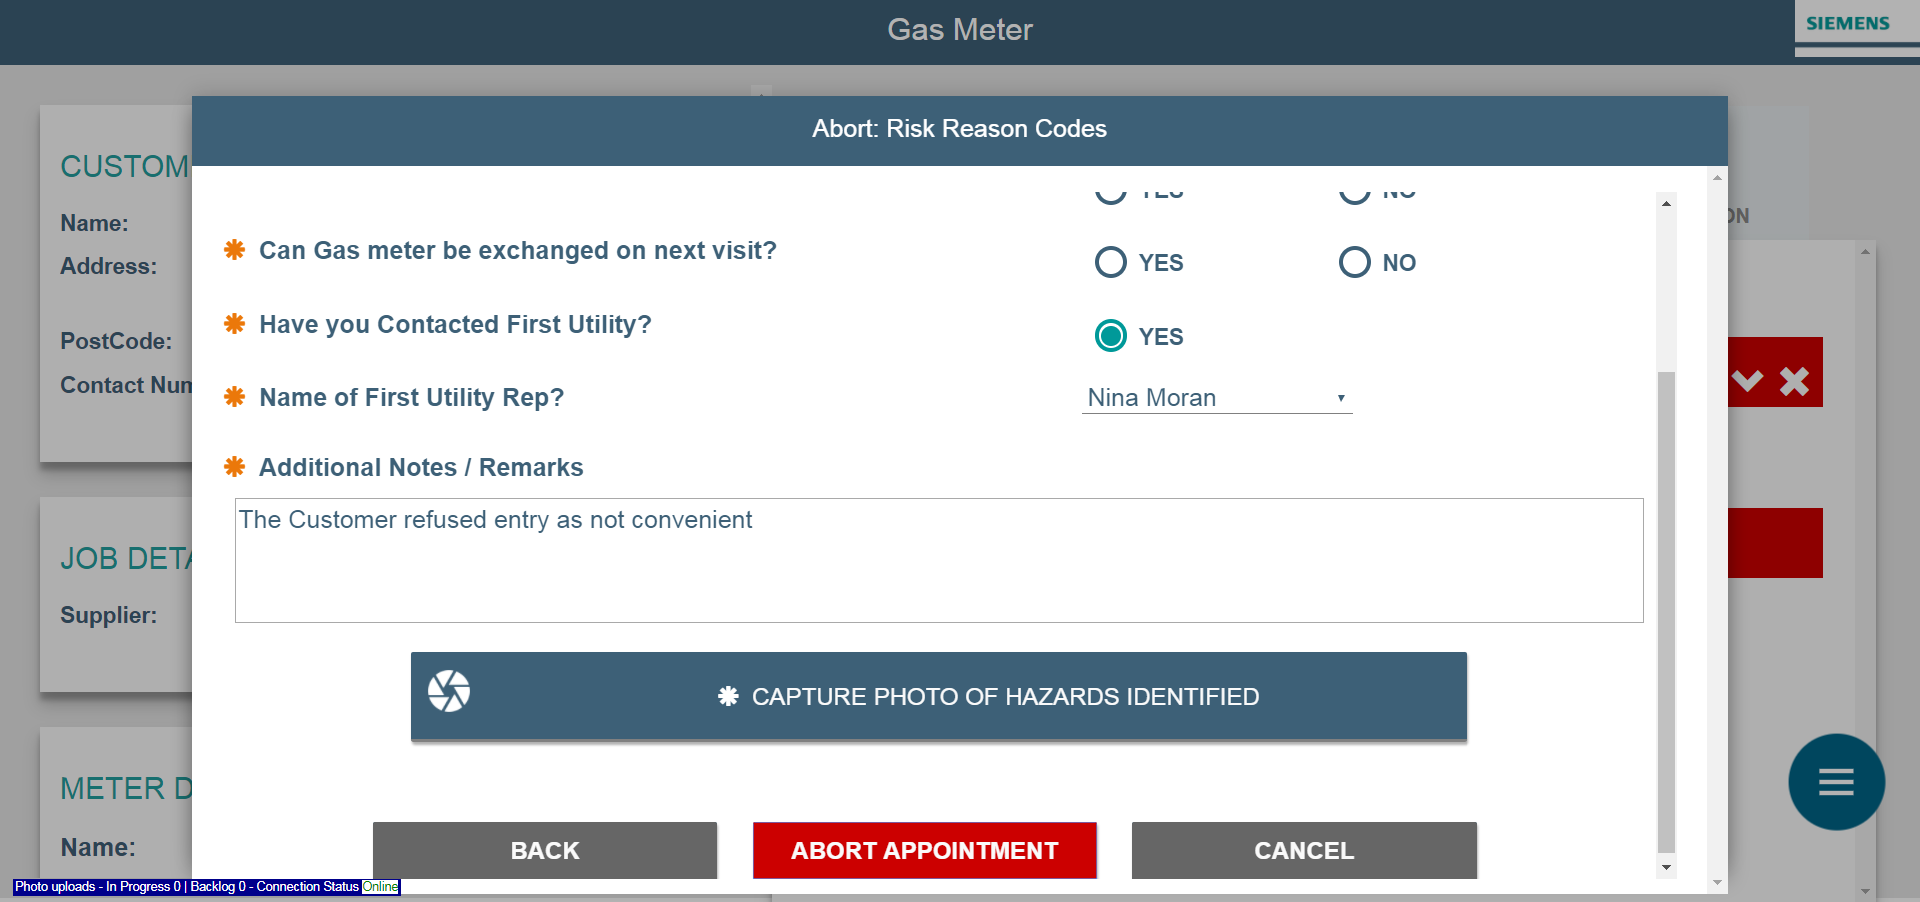 Gas Meter
SIEMENS
Abort: Risk Reason Codes
CUSTOM
Name:
Address:
PostCode:
Contact Num
YES
NO
ON
Can Gas meter be exchanged on next visit?
YES
NO
Have you Contacted First Utility?
YES
Name of First Utility Rep?
Nina Moran
Additional Notes / Remarks
The Customer refused entry as not convenient
JOB DETA
Supplier:
CAPTURE PHOTO OF HAZARDS IDENTIFIED
METER D
Name:
BACK
ABORT APPOINTMENT
CANCEL
Photo uploads - In Progress 0 | Backlog 0 - Connection Status Online